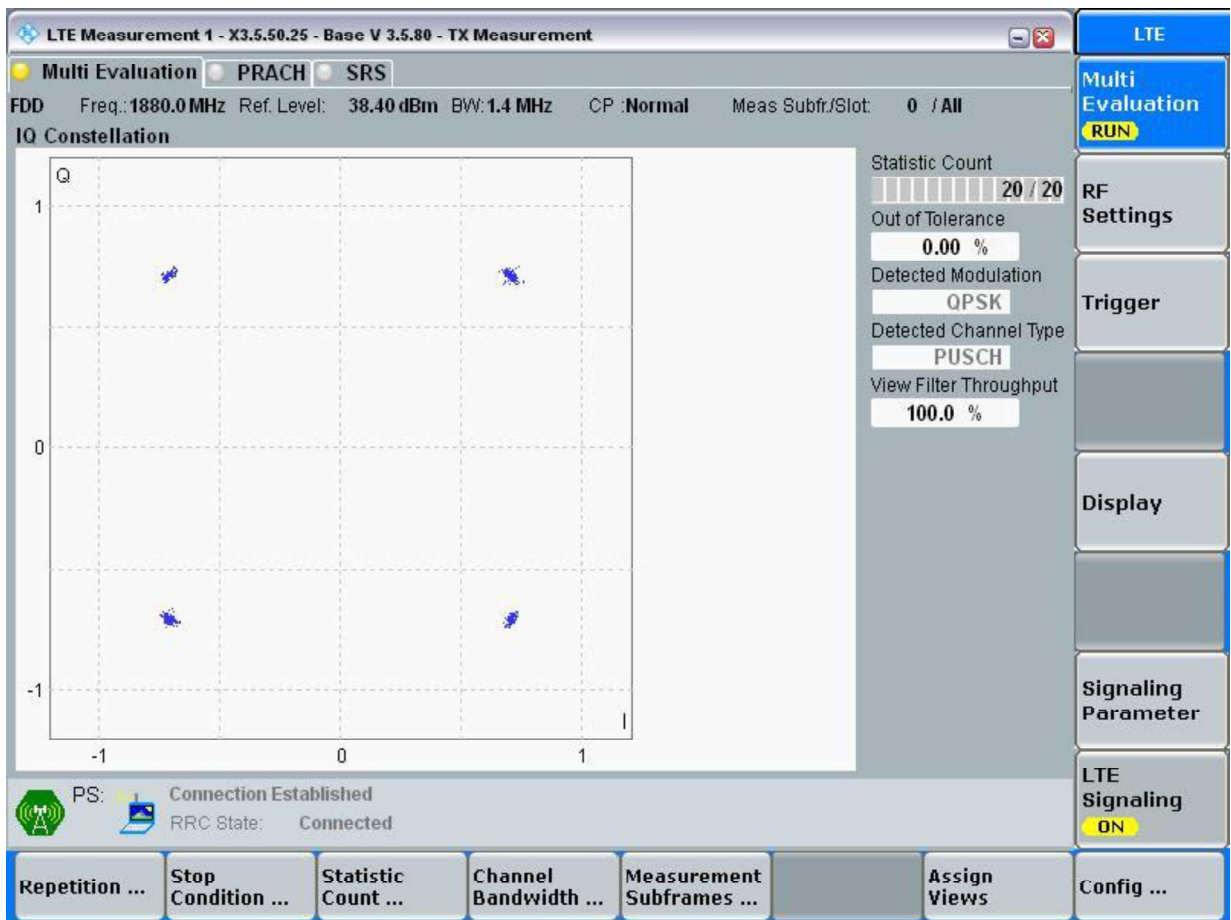 LTE Measurement 1 - X3.5.50.25 - Base V 3.5.80 - TX Measurement
LTE
Multi Evaluation PRACH SRS
FDD Freq.: 1880.0 MHz Ref. Level: 38.40 dBm BW: 1.4 MHz CP : Normal Meas Subfr./Slot: 0 / All
IQ Constellation
Q
1
0
-1
-1 0 1
I
Statistic Count
20 / 20
Out of Tolerance
0.00 %
Detected Modulation
QPSK
Detected Channel Type
PUSCH
View Filter Throughput
100.0 %
Multi
Evaluation
RUN
RF
Settings
Trigger
Display
Signaling
Parameter
LTE
Signaling
ON
PS: Connection Established
RRC State: Connected
Repetition ...
Stop
Condition ...
Statistic
Count ...
Channel
Bandwidth ...
Measurement
Subframes ...
Assign
Views
Config ...